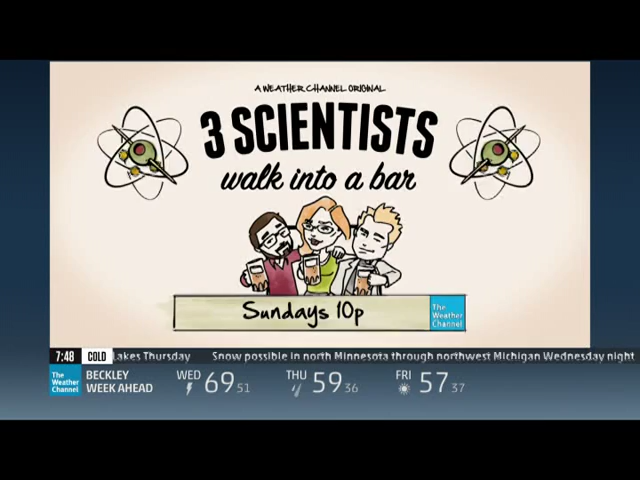 A WEATHER CHANNEL ORIGINAL
3 SCIENTISTS
walk into a bar
Sundays 10p
The
Weather
Channel
7:48 COLD Lakes Thursday Snow possible in north Minnesota through northwest Michigan Wednesday night
The
Weather
Channel
BECKLEY
WEEK AHEAD
WED 69 51
THU 59 36
FRI 57 37